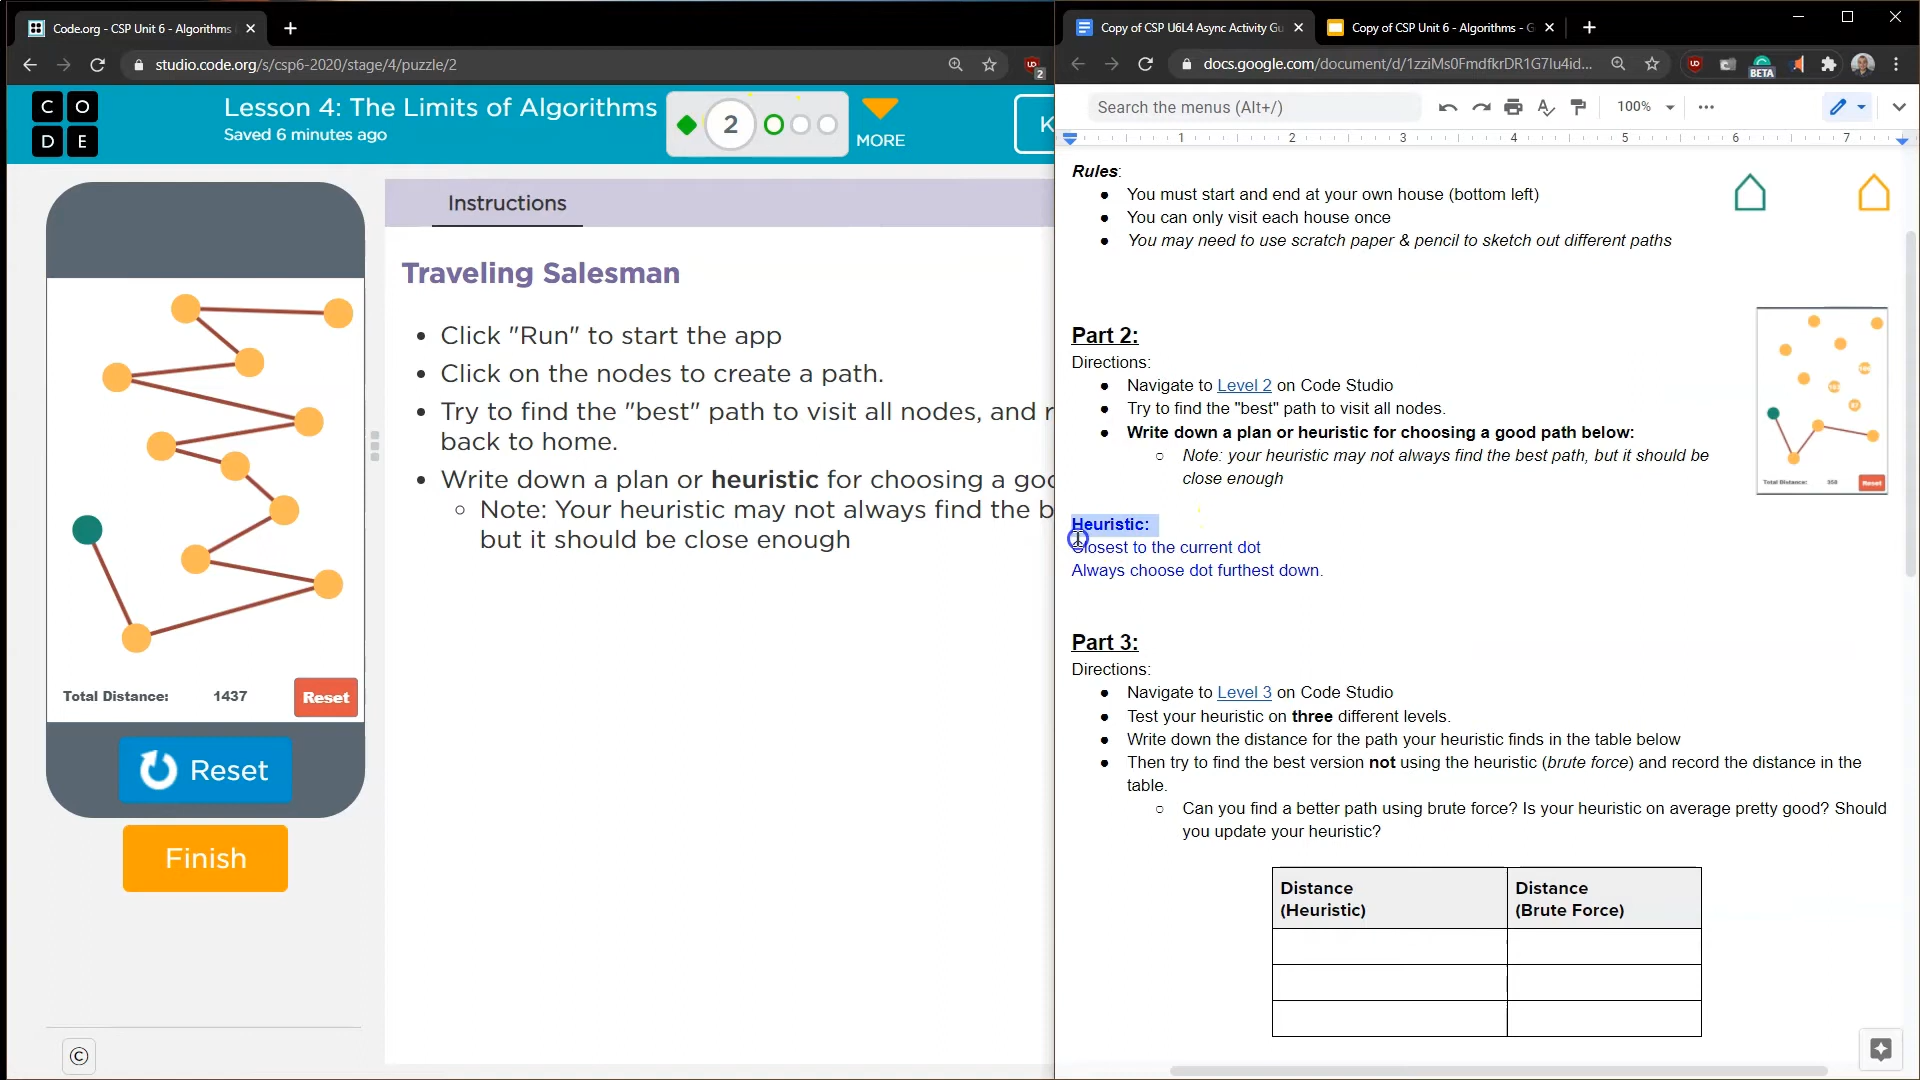 Code.org - CSP Unit 6 - Algorithms
studio.code.org/s/csp6-2020/stage/4/puzzle/2
2
C O
D E
Lesson 4: The Limits of Algorithms
Saved 6 minutes ago
2
MORE
K
Instructions
Traveling Salesman
Click "Run" to start the app
Click on the nodes to create a path.
Try to find the "best" path to visit all nodes, and r
back to home.
Write down a plan or heuristic for choosing a goo
Note: Your heuristic may not always find the b
but it should be close enough
Total Distance: 1437 Reset
Reset
Finish
©
Copy of CSP U6L4 Async Activity Gu
Copy of CSP Unit 6 - Algorithms - G
docs.google.com/document/d/1zziMs0FmdfkrDR1G7Iu4id...
BETA
Search the menus (Alt+/)
100%
1 2 3 4 5 6 7
Rules:
You must start and end at your own house (bottom left)
You can only visit each house once
You may need to use scratch paper & pencil to sketch out different paths
Part 2:
Directions:
Navigate to Level 2 on Code Studio
Try to find the "best" path to visit all nodes.
Write down a plan or heuristic for choosing a good path below:
Note: your heuristic may not always find the best path, but it should be
close enough
Total Distance: 358 Reset
Heuristic:
Closest to the current dot
Always choose dot furthest down.
Part 3:
Directions:
Navigate to Level 3 on Code Studio
Test your heuristic on three different levels.
Write down the distance for the path your heuristic finds in the table below
Then try to find the best version not using the heuristic (brute force) and record the distance in the
table.
Can you find a better path using brute force? Is your heuristic on average pretty good? Should
you update your heuristic?
Distance
(Heuristic)
Distance
(Brute Force)